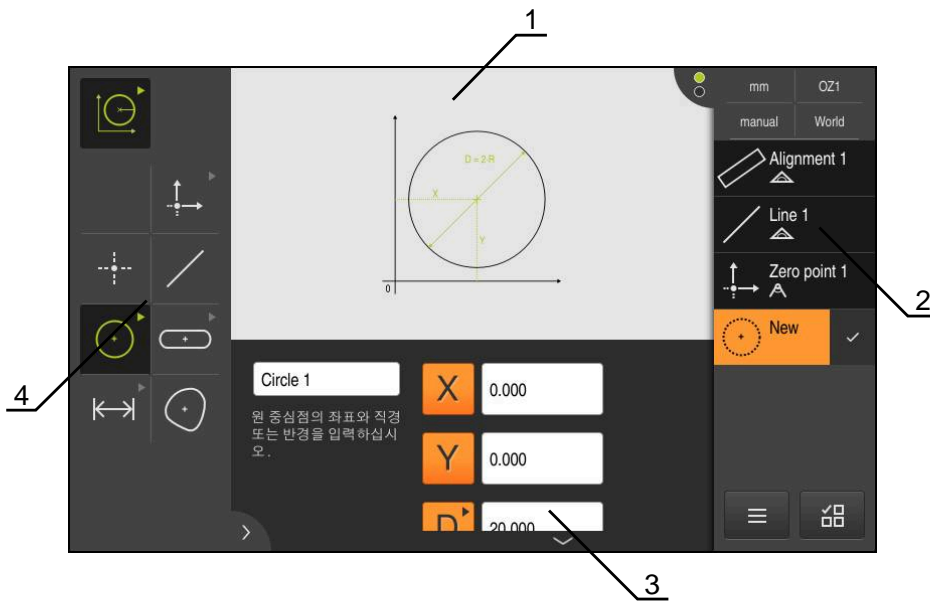 1
mm
OZ1
manual
World
D = 2·R
X
Y
0
Alignment 1
Line 1
2
Zero point 1
New
4
Circle 1
원 중심점의 좌표와 직경
또는 반경을 입력하십시
오.
X
0.000
Y
0.000
D
20.000
3